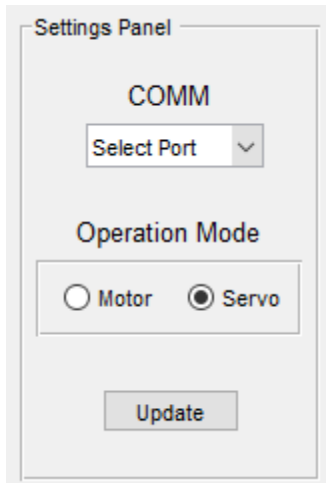 Settings Panel
COMM
Select Port
Operation Mode
Motor Servo
Update